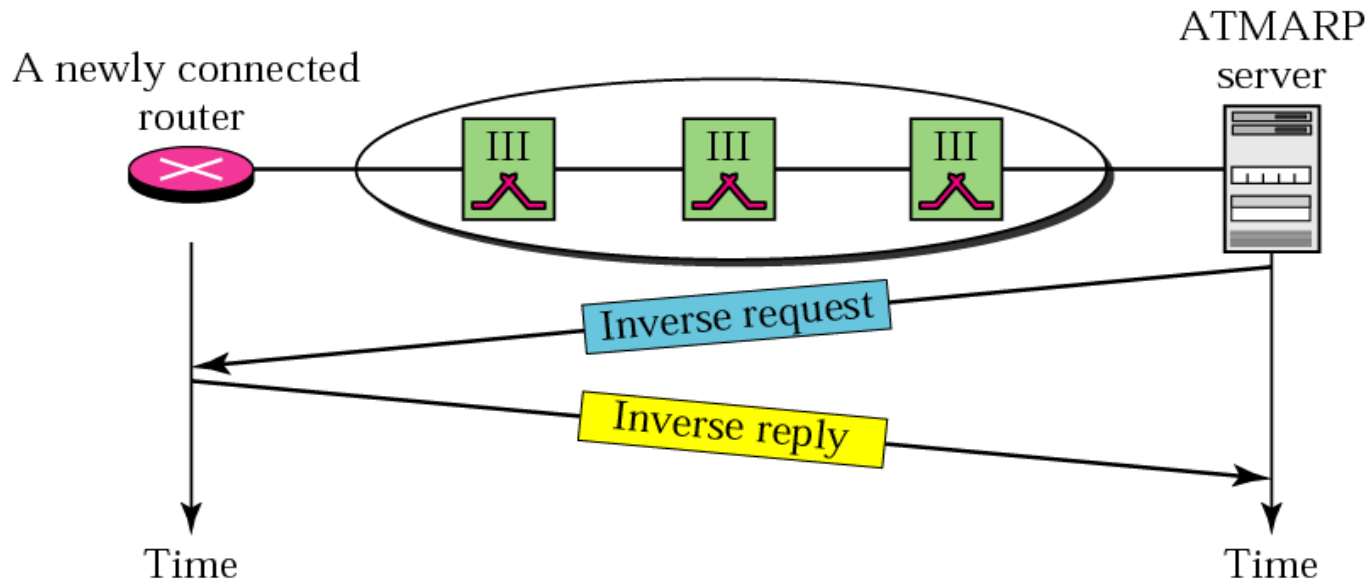 ATMARP
server
A newly connected
router
III
III
III
Inverse request
Inverse reply
Time
Time